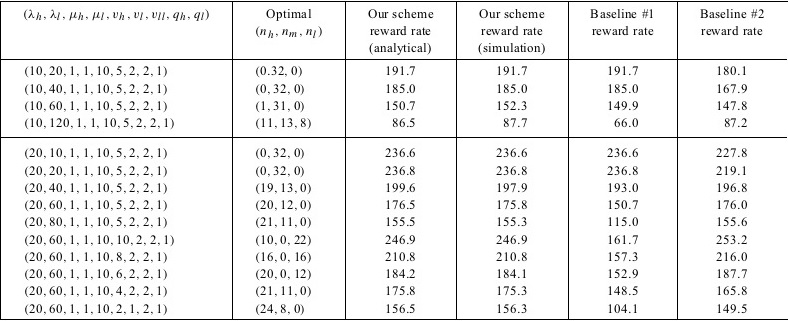 (λh, λl, μh, μl, υh, υl, υll, qh, ql) Optimal Our scheme Our scheme Baseline #1 Baseline #2
(nh, nm, nl) reward rate reward rate reward rate reward rate
(analytical) (simulation)
(10, 20, 1, 1, 10, 5, 2, 2, 1) (0.32, 0) 191.7 191.7 191.7 180.1
(10, 40, 1, 1, 10, 5, 2, 2, 1) (0, 32, 0) 185.0 185.0 185.0 167.9
(10, 60, 1, 1, 10, 5, 2, 2, 1) (1, 31, 0) 150.7 152.3 149.9 147.8
(10, 120, 1, 1, 10, 5, 2, 2, 1) (11, 13, 8) 86.5 87.7 66.0 87.2
(20, 10, 1, 1, 10, 5, 2, 2, 1) (0, 32, 0) 236.6 236.6 236.6 227.8
(20, 20, 1, 1, 10, 5, 2, 2, 1) (0, 32, 0) 236.8 236.8 236.8 219.1
(20, 40, 1, 1, 10, 5, 2, 2, 1) (19, 13, 0) 199.6 197.9 193.0 196.8
(20, 60, 1, 1, 10, 5, 2, 2, 1) (20, 12, 0) 176.5 175.8 150.7 176.0
(20, 80, 1, 1, 10, 5, 2, 2, 1) (21, 11, 0) 155.5 155.3 115.0 155.6
(20, 60, 1, 1, 10, 10, 2, 2, 1) (10, 0, 22) 246.9 246.9 161.7 253.2
(20, 60, 1, 1, 10, 8, 2, 2, 1) (16, 0, 16) 210.8 210.8 157.3 216.0
(20, 60, 1, 1, 10, 6, 2, 2, 1) (20, 0, 12) 184.2 184.1 152.9 187.7
(20, 60, 1, 1, 10, 4, 2, 2, 1) (21, 11, 0) 175.8 175.3 148.5 165.8
(20, 60, 1, 1, 10, 2, 1, 2, 1) (24, 8, 0) 156.5 156.3 104.1 149.5